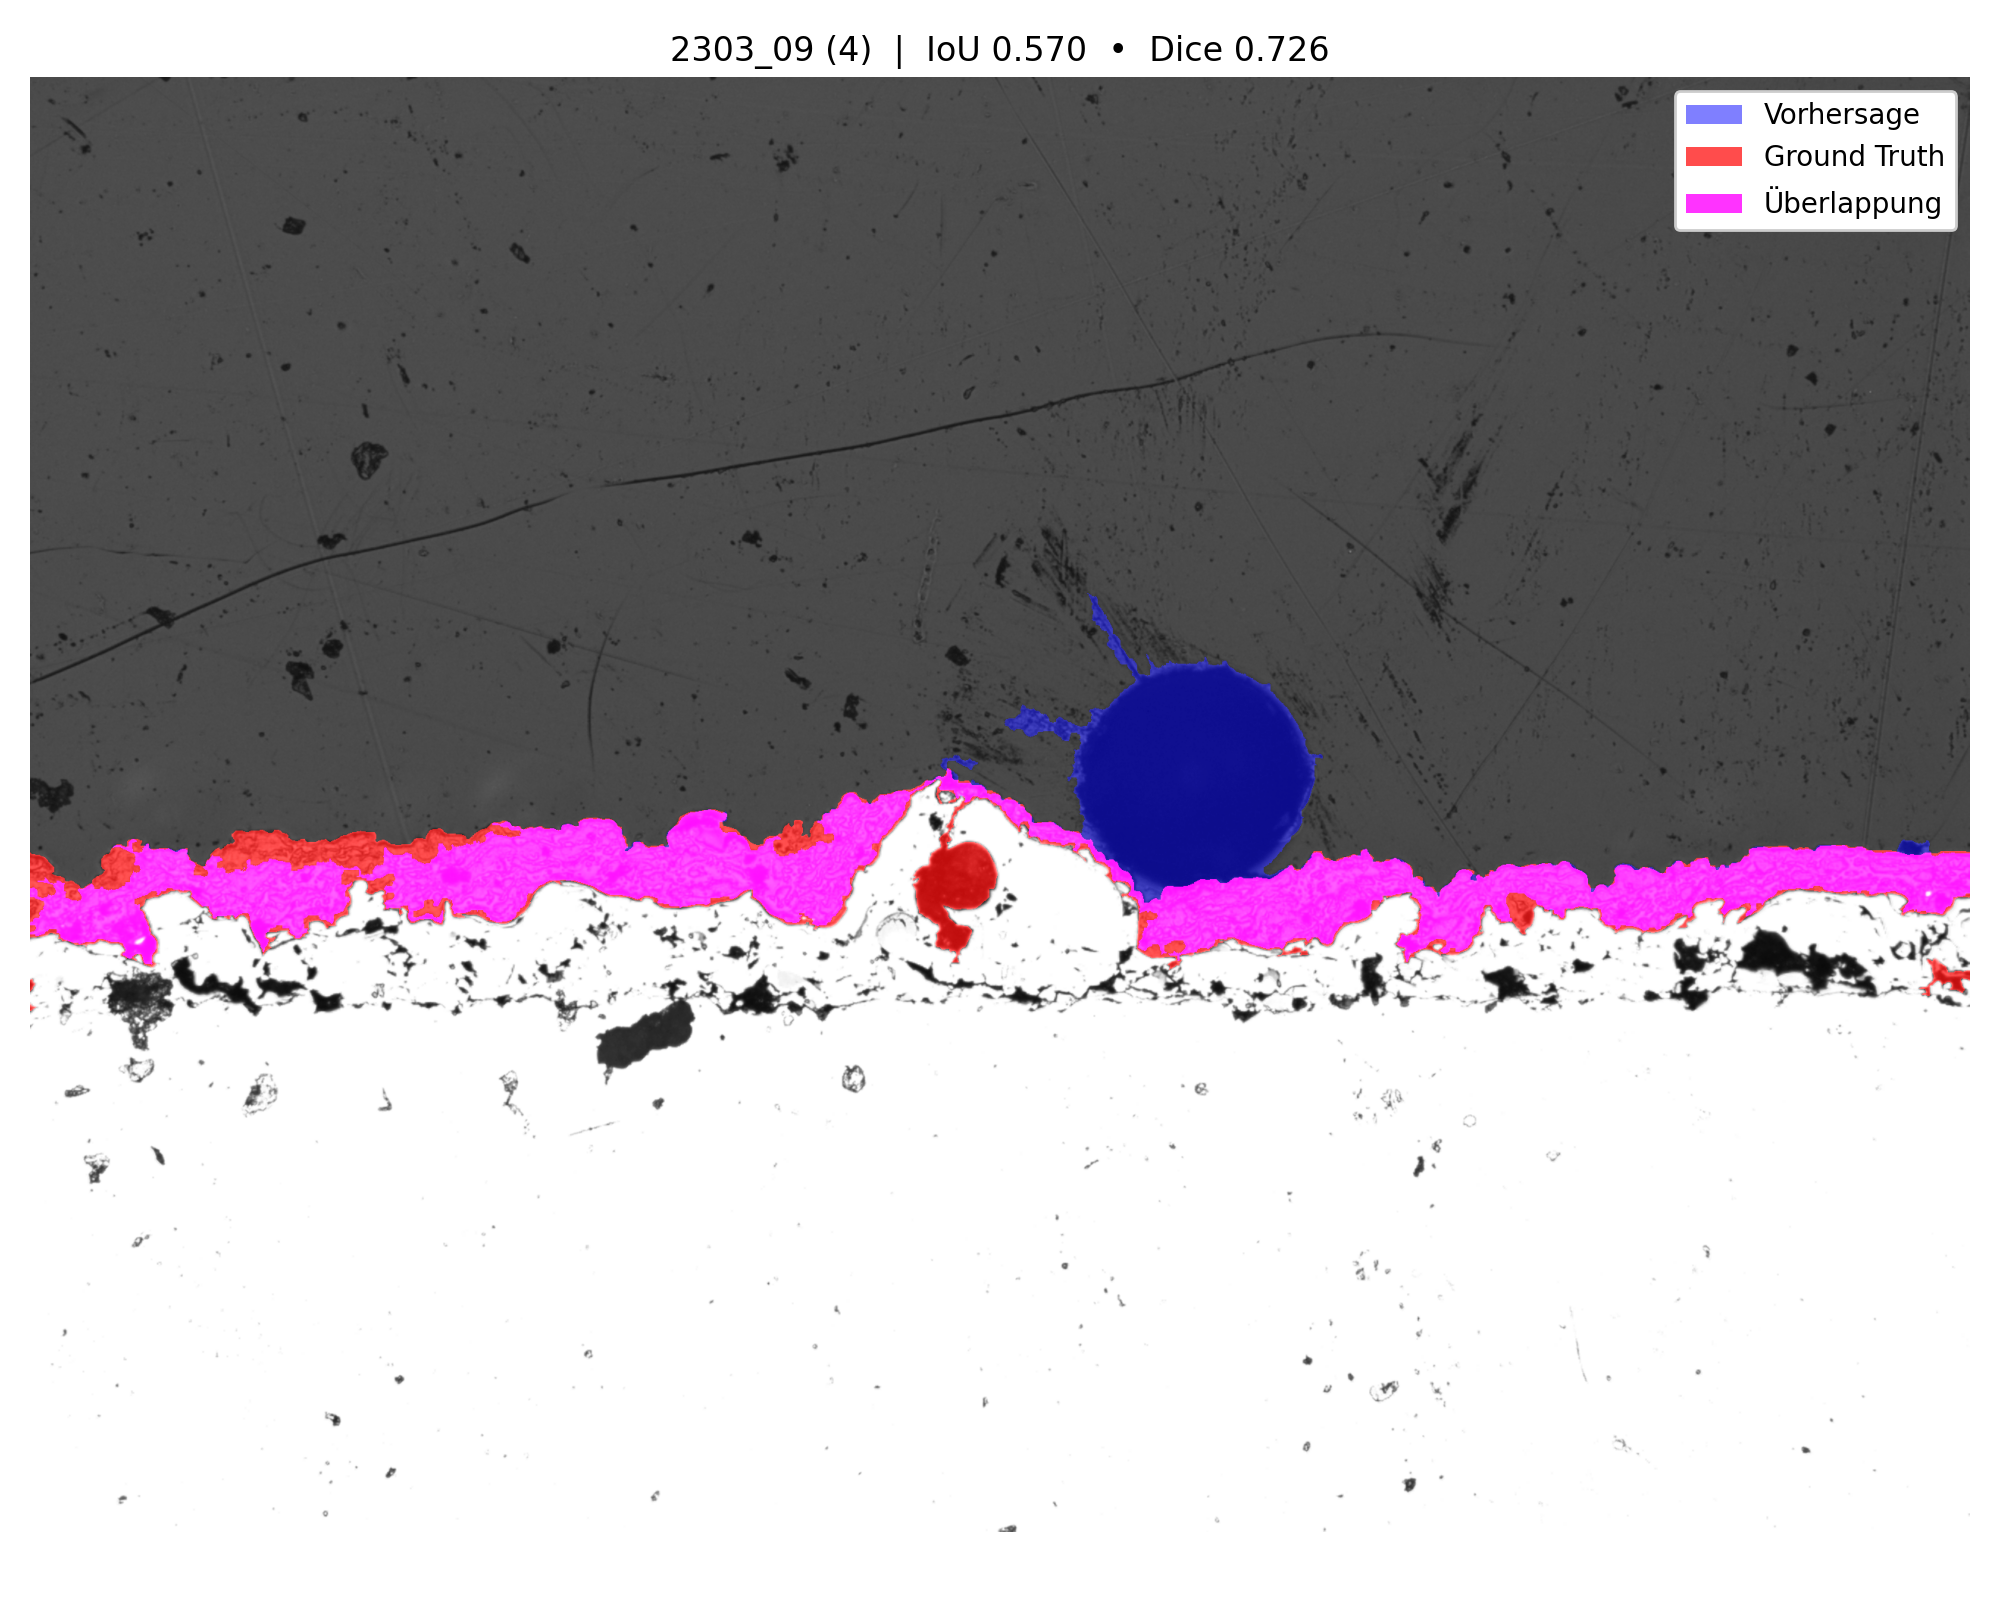 2303_09 (4) | IoU 0.570 • Dice 0.726
Vorhersage
Ground Truth
Überlappung